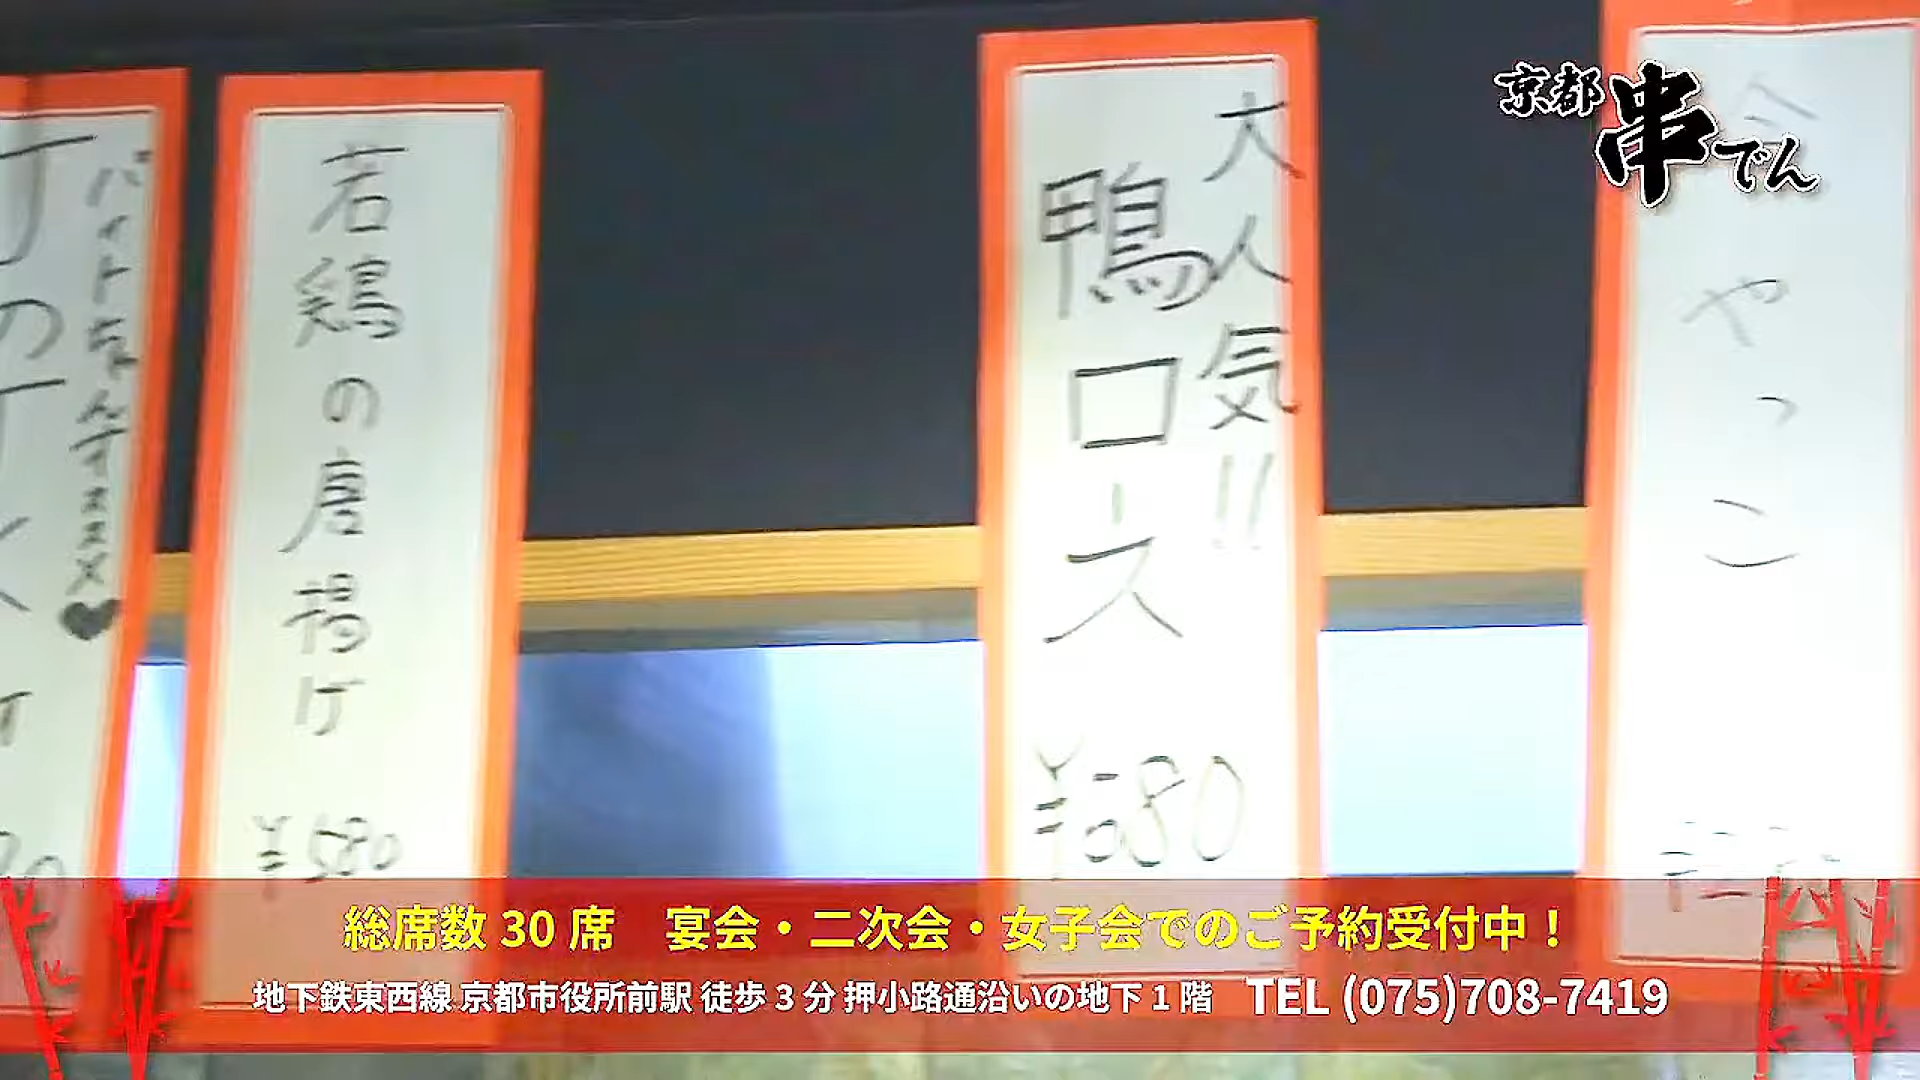 京都串でん
やっこ
大人気!!
鴨ロース
¥680
若鶏の唐揚げ
¥580
バイトちゃんオススメ♥
総席数 30 席　宴会・二次会・女子会でのご予約受付中！
地下鉄東西線 京都市役所前駅 徒歩 3 分 押小路通沿いの地下 1 階　TEL (075)708-7419